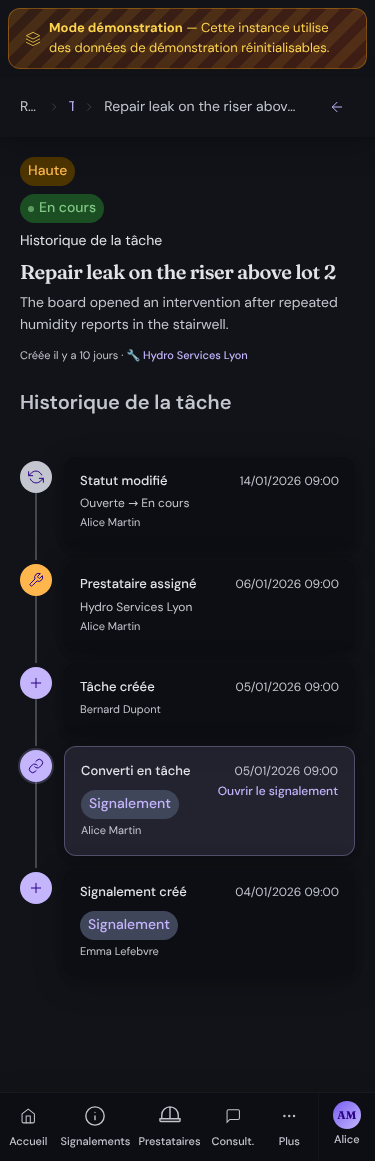 Mode démonstration — Cette instance utilise
des données de démonstration réinitialisables.
R... > T > Repair leak on the riser abov...
Haute
En cours
Historique de la tâche
Repair leak on the riser above lot 2
The board opened an intervention after repeated
humidity reports in the stairwell.
Créée il y a 10 jours · 🔧 Hydro Services Lyon
Historique de la tâche
Statut modifié 14/01/2026 09:00
Ouverte → En cours
Alice Martin
Prestataire assigné 06/01/2026 09:00
Hydro Services Lyon
Alice Martin
Tâche créée 05/01/2026 09:00
Bernard Dupont
Converti en tâche 05/01/2026 09:00
Signalement Ouvrir le signalement
Alice Martin
Signalement créé 04/01/2026 09:00
Signalement
Emma Lefebvre
AM
Accueil Signalements Prestataires Consult. Plus Alice